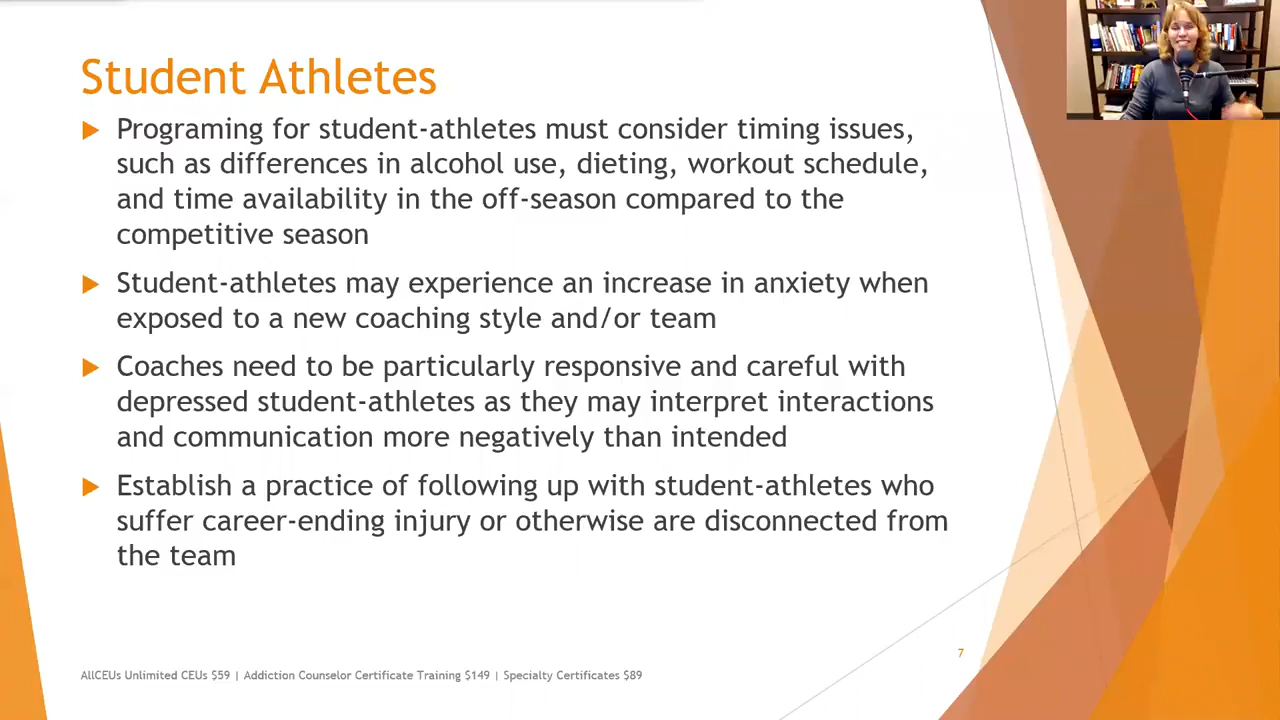 Student Athletes
Programing for student-athletes must consider timing issues,
such as differences in alcohol use, dieting, workout schedule,
and time availability in the off-season compared to the
competitive season
Student-athletes may experience an increase in anxiety when
exposed to a new coaching style and/or team
Coaches need to be particularly responsive and careful with
depressed student-athletes as they may interpret interactions
and communication more negatively than intended
Establish a practice of following up with student-athletes who
suffer career-ending injury or otherwise are disconnected from
the team
7
AllCEUs Unlimited CEUs $59 | Addiction Counselor Certificate Training $149 | Specialty Certificates $89